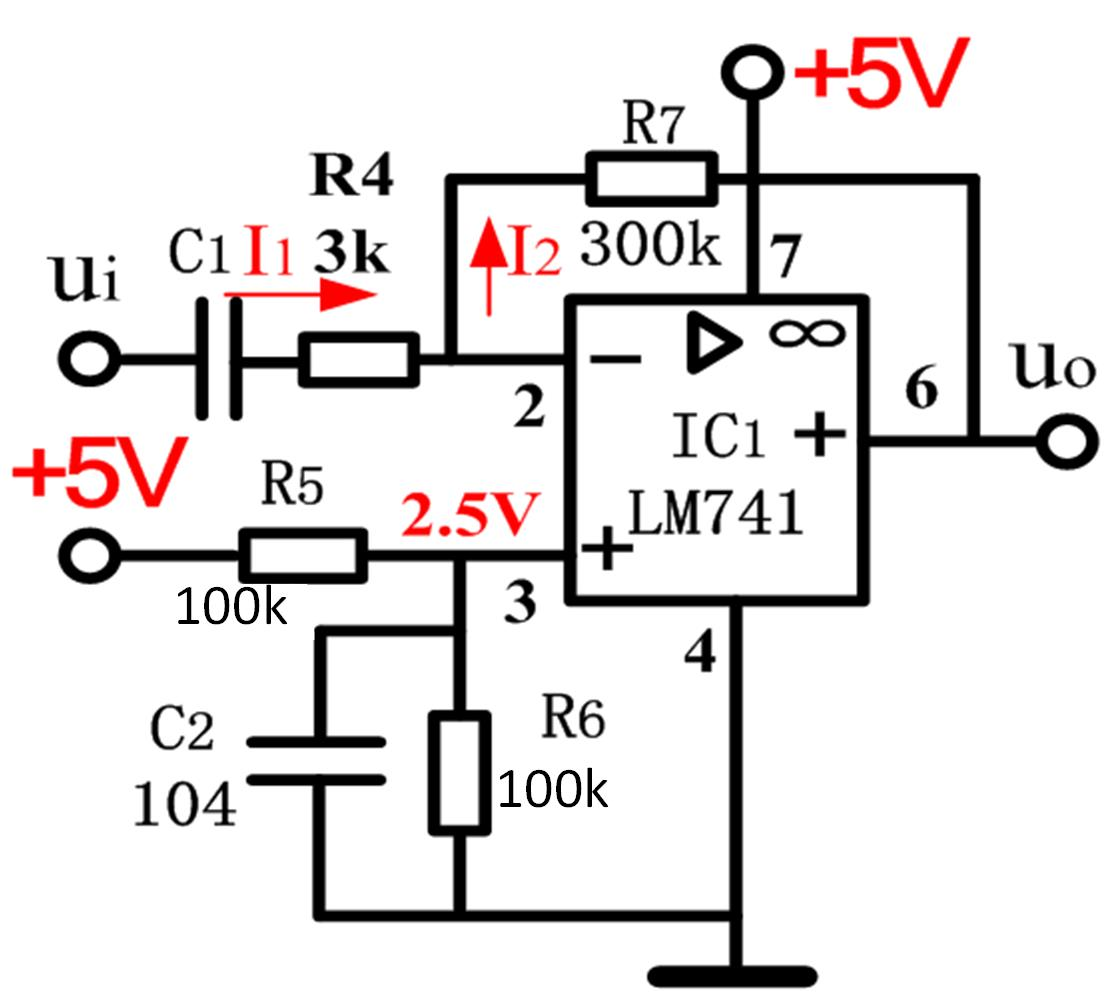 +5V
R7
R4
300k
7
C1 I1 3k
I2
ui
2
− ▷ ∞
6
uo
IC1 +
+5V
R5
2.5V
LM741
+
100k
3
4
C2
104
R6
100k